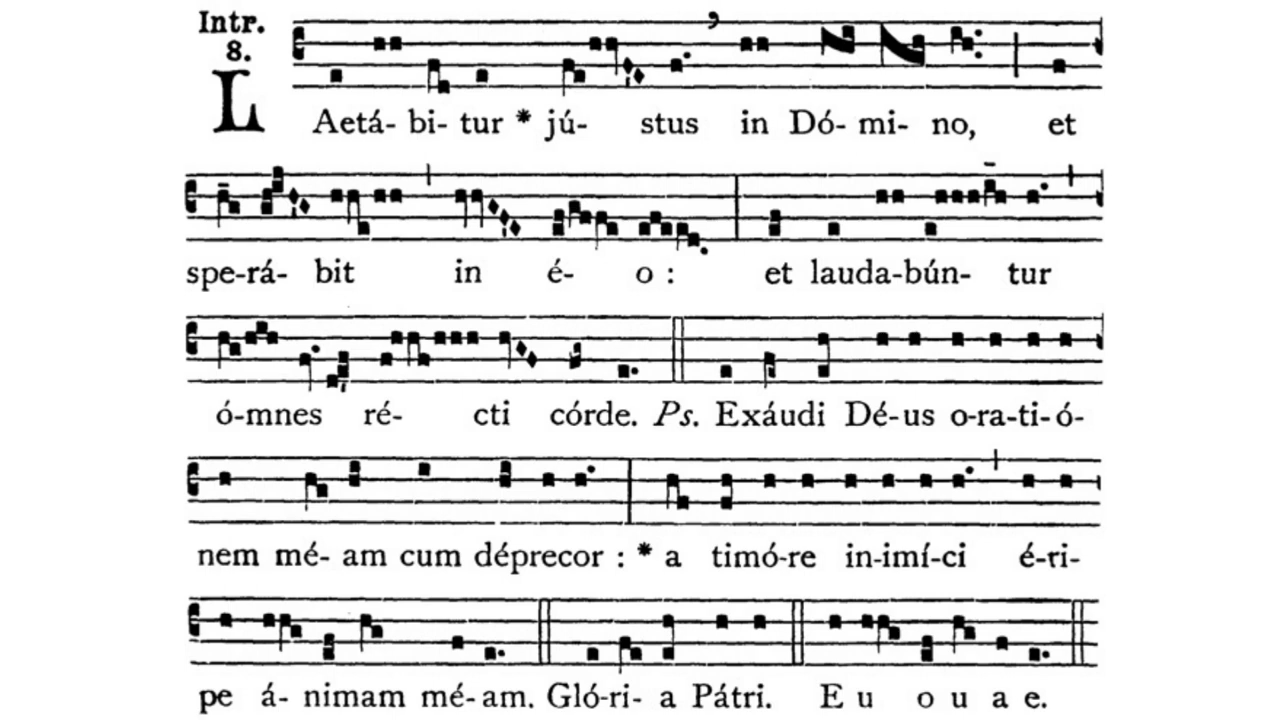 Intr.
8.
LAetá- bi- tur * jú- stus in Dó- mi- no, et
spe-rá- bit in é- o : et lauda-bún- tur
ó-mnes ré- cti córde. Ps. Exáudi Dé-us o-ra-ti-ó-
nem mé- am cum déprecor : * a timó-re in-imí-ci é-ri-
pe á- nimam mé-am. Gló-ri- a Pátri. E u o u a e.